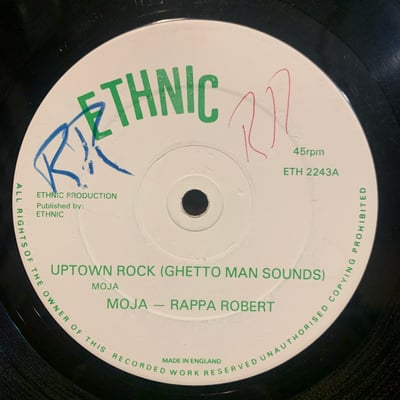 ETHNIC
45rpm
ETH 2243A
ETHNIC PRODUCTION
Published by:
ETHNIC
UPTOWN ROCK (GHETTO MAN SOUNDS)
MOJA
MOJA — RAPPA ROBERT
MADE IN ENGLAND
ALL RIGHTS OF THE OWNER OF THIS RECORDED WORK RESERVED UNAUTHORISED COPYING PROHIBITED